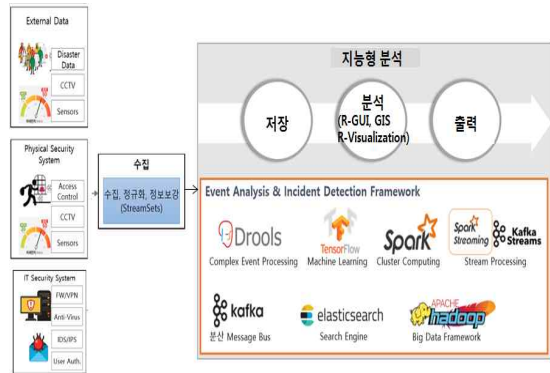 External Data
Disaster
Data
CCTV
Sensors
Physical Security
System
Access
Control
CCTV
Sensors
IT Security System
FW/VPN
Anti-Virus
IDS/IPS
User Auth.
수집
수집, 정규화, 정보보강
(StreamSets)
지능형 분석
저장
분석
(R-GUI, GIS
R-Visualization)
출력
Event Analysis & Incident Detection Framework
Drools
Complex Event Processing
TensorFlow
Machine Learning
Spark
Cluster Computing
Spark
Streaming
Kafka
Streams
Stream Processing
kafka
분산 Message Bus
elasticsearch
Search Engine
APACHE
hadoop
Big Data Framework